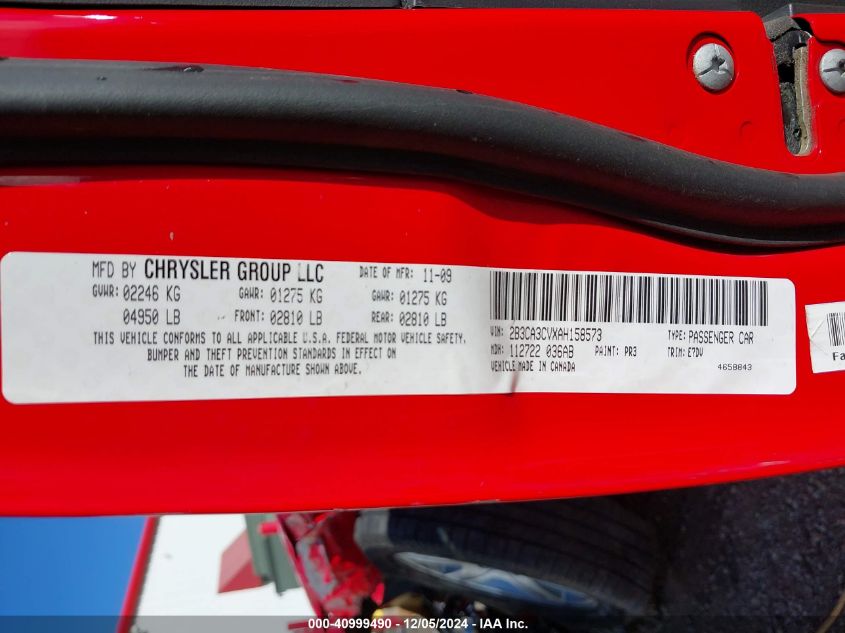 MFD BY CHRYSLER GROUP LLC DATE OF MFR: 11-09
GVWR: 02246 KG GAWR: 01275 KG GAWR: 01275 KG
04950 LB FRONT: 02810 LB REAR: 02810 LB
THIS VEHICLE CONFORMS TO ALL APPLICABLE U.S.A. FEDERAL MOTOR VEHICLE SAFETY,
BUMPER AND THEFT PREVENTION STANDARDS IN EFFECT ON
THE DATE OF MANUFACTURE SHOWN ABOVE.
VIN: 2B3CA3CVXAH158573 TYPE: PASSENGER CAR
MDH: 112722 036AB PAINT: PR3 TRIM: E7DV
VEHICLE MADE IN CANADA 4658843
Fa
000-40999490 - 12/05/2024 - IAA Inc.